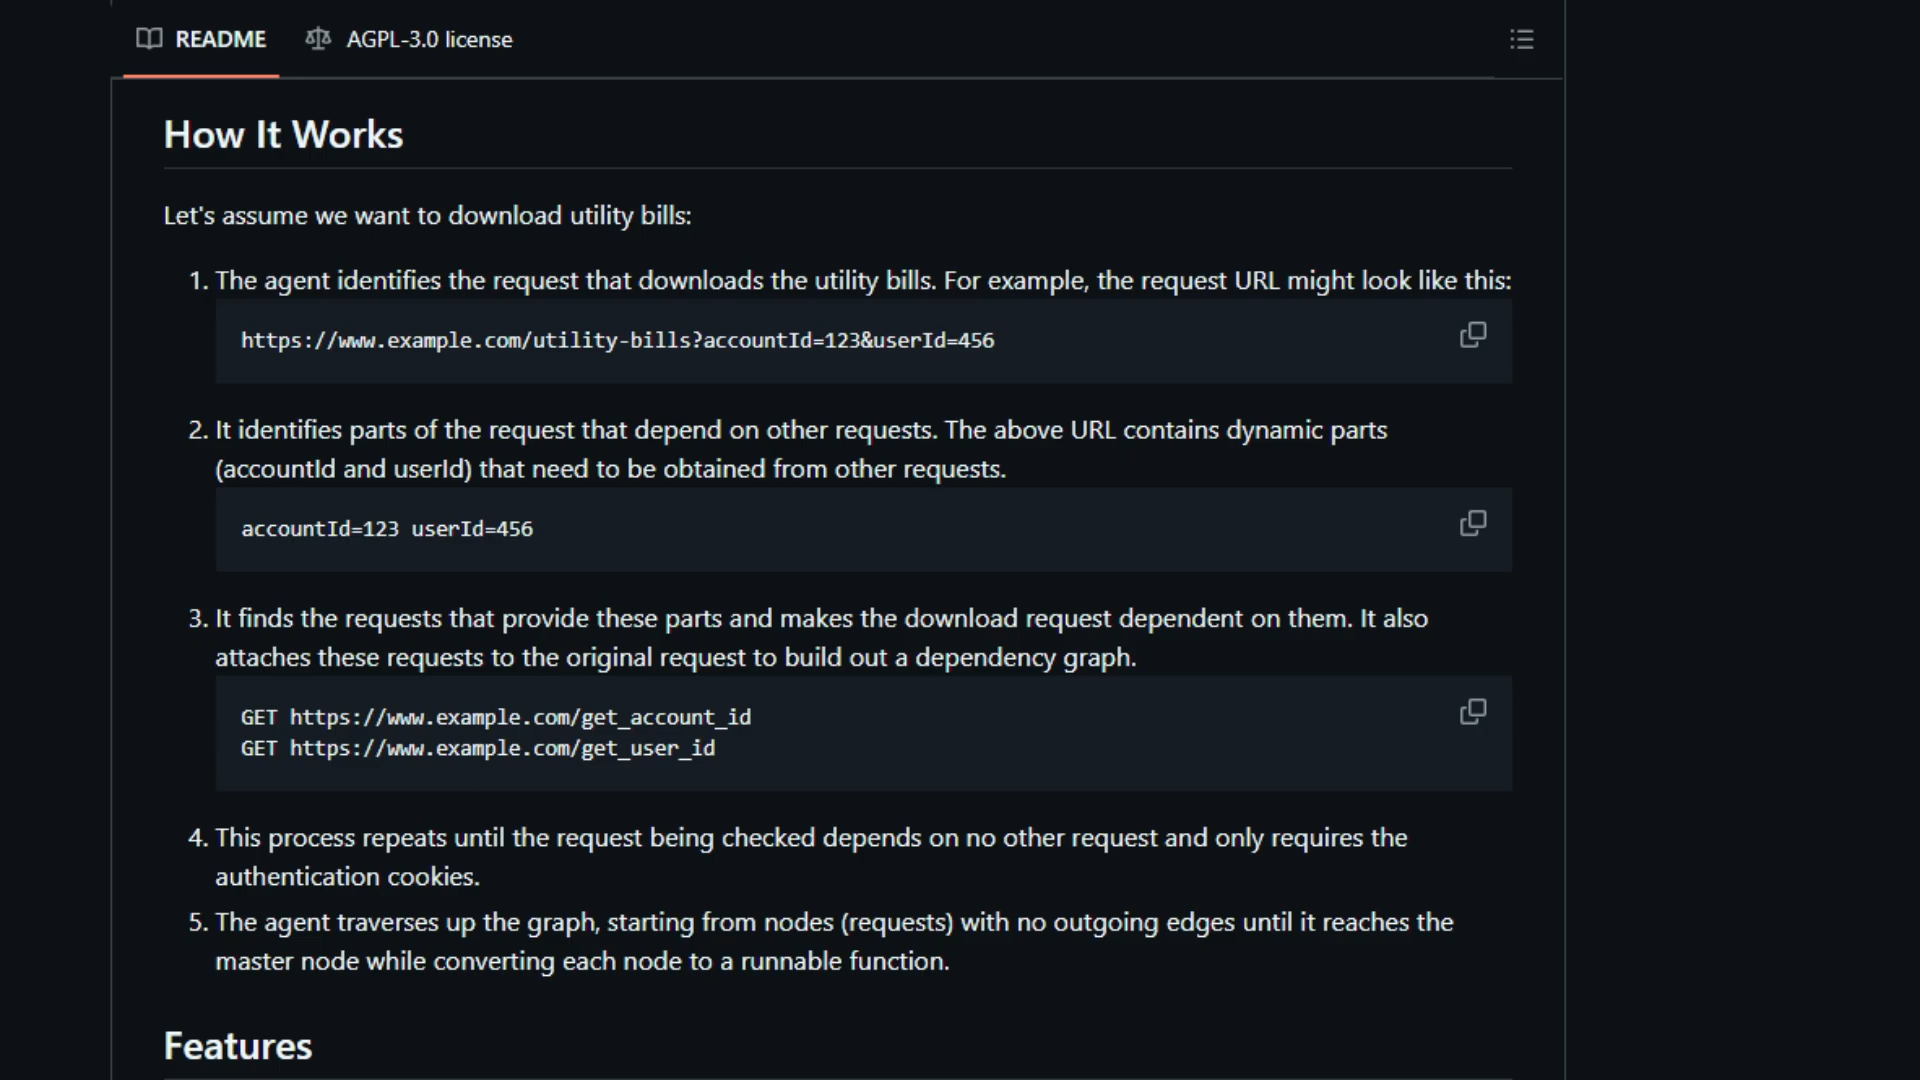 README
AGPL-3.0 license
How It Works
Let's assume we want to download utility bills:
1. The agent identifies the request that downloads the utility bills. For example, the request URL might look like this:
https://www.example.com/utility-bills?accountId=123&userId=456
2. It identifies parts of the request that depend on other requests. The above URL contains dynamic parts
(accountId and userId) that need to be obtained from other requests.
accountId=123 userId=456
3. It finds the requests that provide these parts and makes the download request dependent on them. It also
attaches these requests to the original request to build out a dependency graph.
GET https://www.example.com/get_account_id
GET https://www.example.com/get_user_id
4. This process repeats until the request being checked depends on no other request and only requires the
authentication cookies.
5. The agent traverses up the graph, starting from nodes (requests) with no outgoing edges until it reaches the
master node while converting each node to a runnable function.
Features